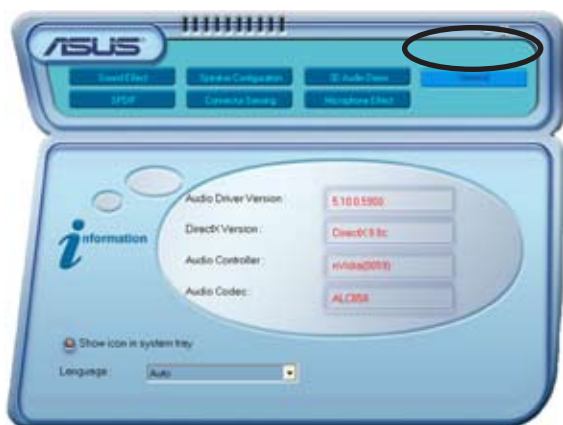 ASUS
Sound Effect Speaker Configuration 3D Audio Demo General
SPDIF Connector Sensing Microphone Effect
information
Audio Driver Version : 5.10.0.5900
DirectX Version : DirectX 9.0c
Audio Controller : nVidia(0059)
Audio Codec : ALC850
Show icon in system tray
Language : Auto